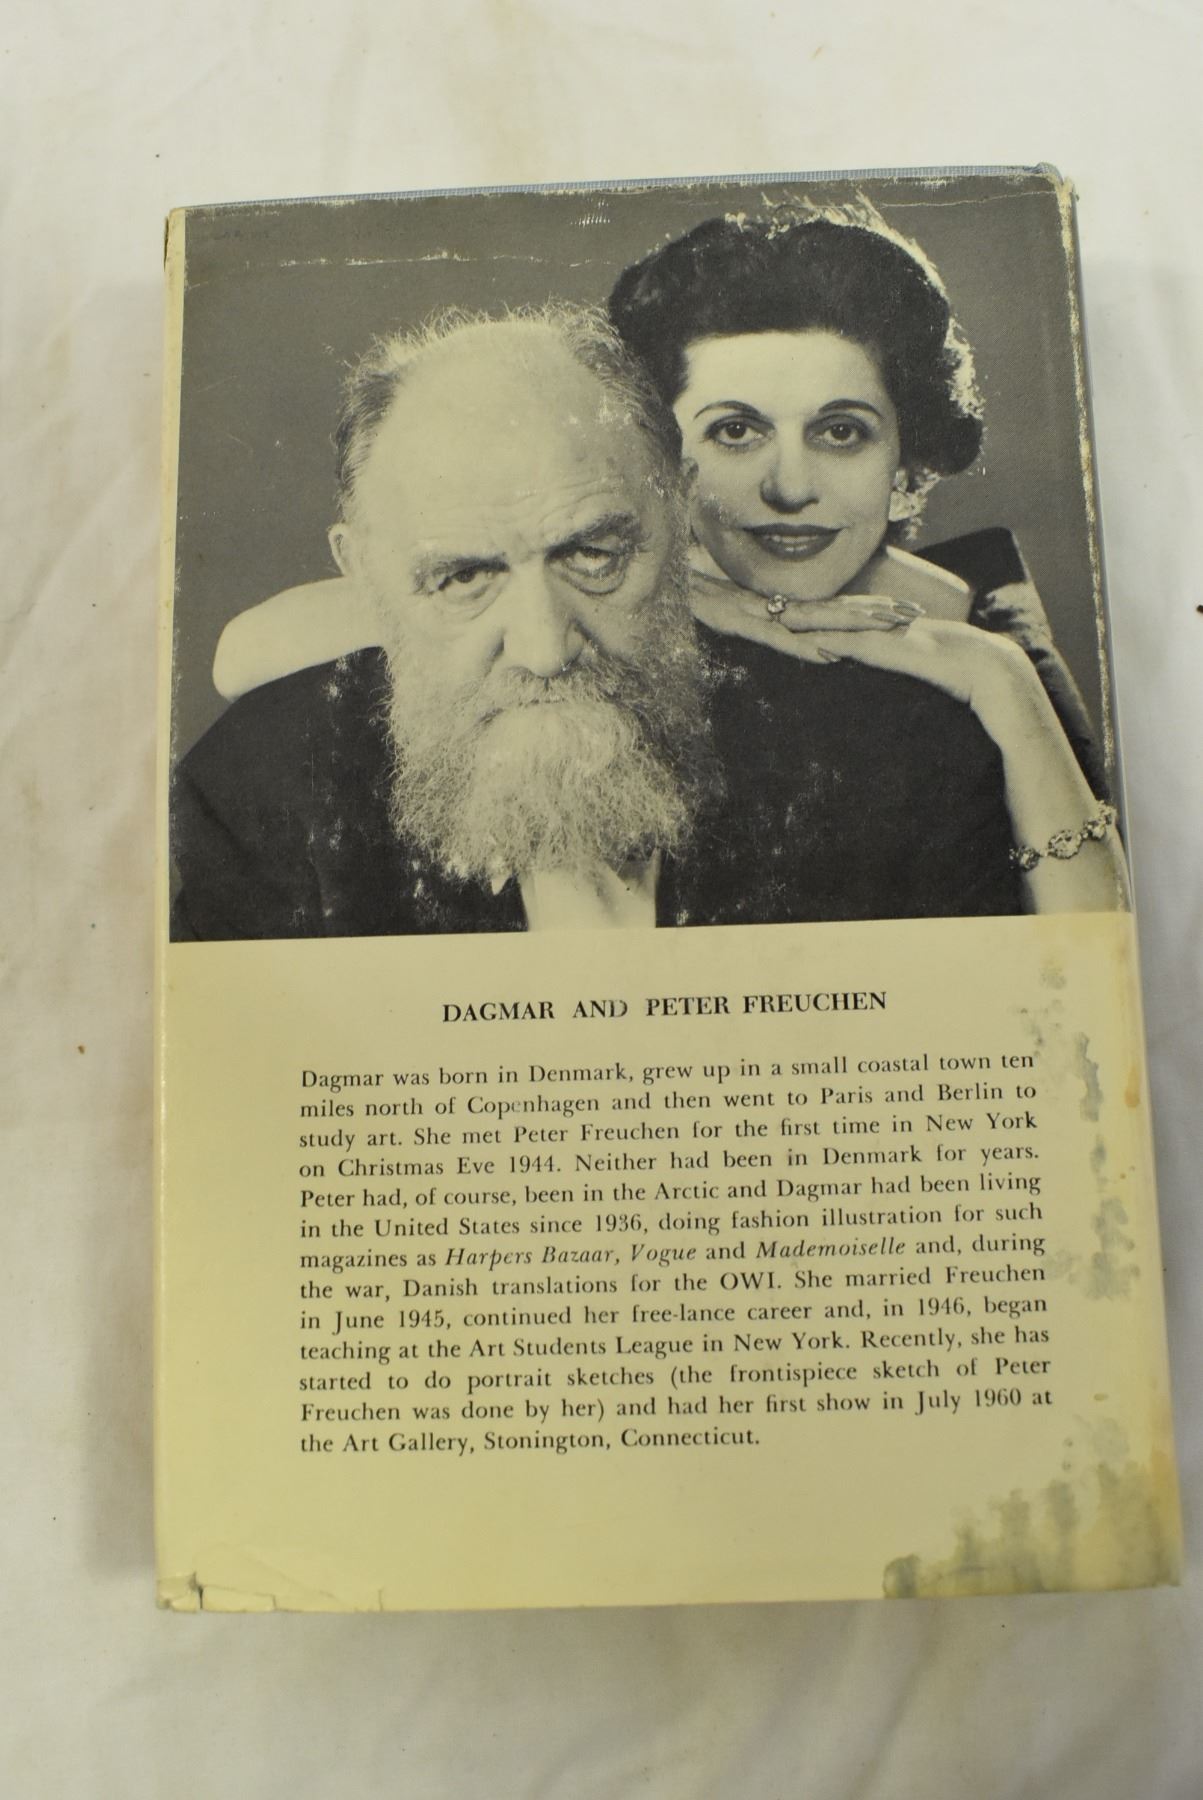 DAGMAR AND PETER FREUCHEN
Dagmar was born in Denmark, grew up in a small coastal town ten
miles north of Copenhagen and then went to Paris and Berlin to
study art. She met Peter Freuchen for the first time in New York
on Christmas Eve 1944. Neither had been in Denmark for years.
Peter had, of course, been in the Arctic and Dagmar had been living
in the United States since 1936, doing fashion illustration for such
magazines as Harpers Bazaar, Vogue and Mademoiselle and, during
the war, Danish translations for the OWI. She married Freuchen
in June 1945, continued her free-lance career and, in 1946, began
teaching at the Art Students League in New York. Recently, she has
started to do portrait sketches (the frontispiece sketch of Peter
Freuchen was done by her) and had her first show in July 1960 at
the Art Gallery, Stonington, Connecticut.